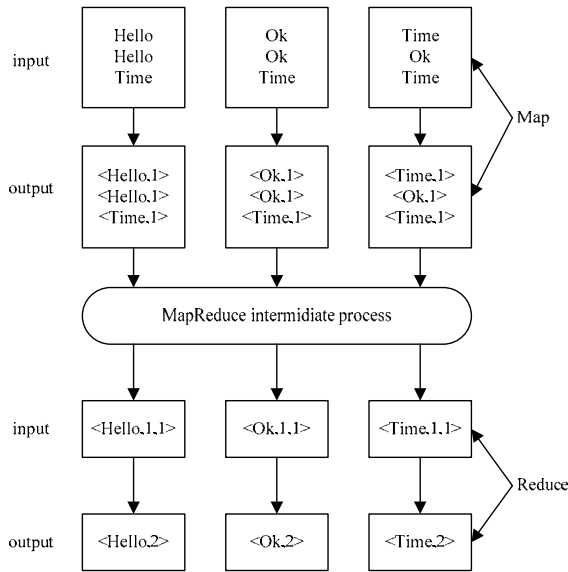 input
Hello
Hello
Time
Ok
Ok
Time
Time
Ok
Time
Map
output
<Hello,1>
<Hello,1>
<Time,1>
<Ok,1>
<Ok,1>
<Time,1>
<Time,1>
<Ok,1>
<Time,1>
MapReduce intermidiate process
input
<Hello,1,1>
<Ok,1,1>
<Time,1,1>
Reduce
output
<Hello,2>
<Ok,2>
<Time,2>